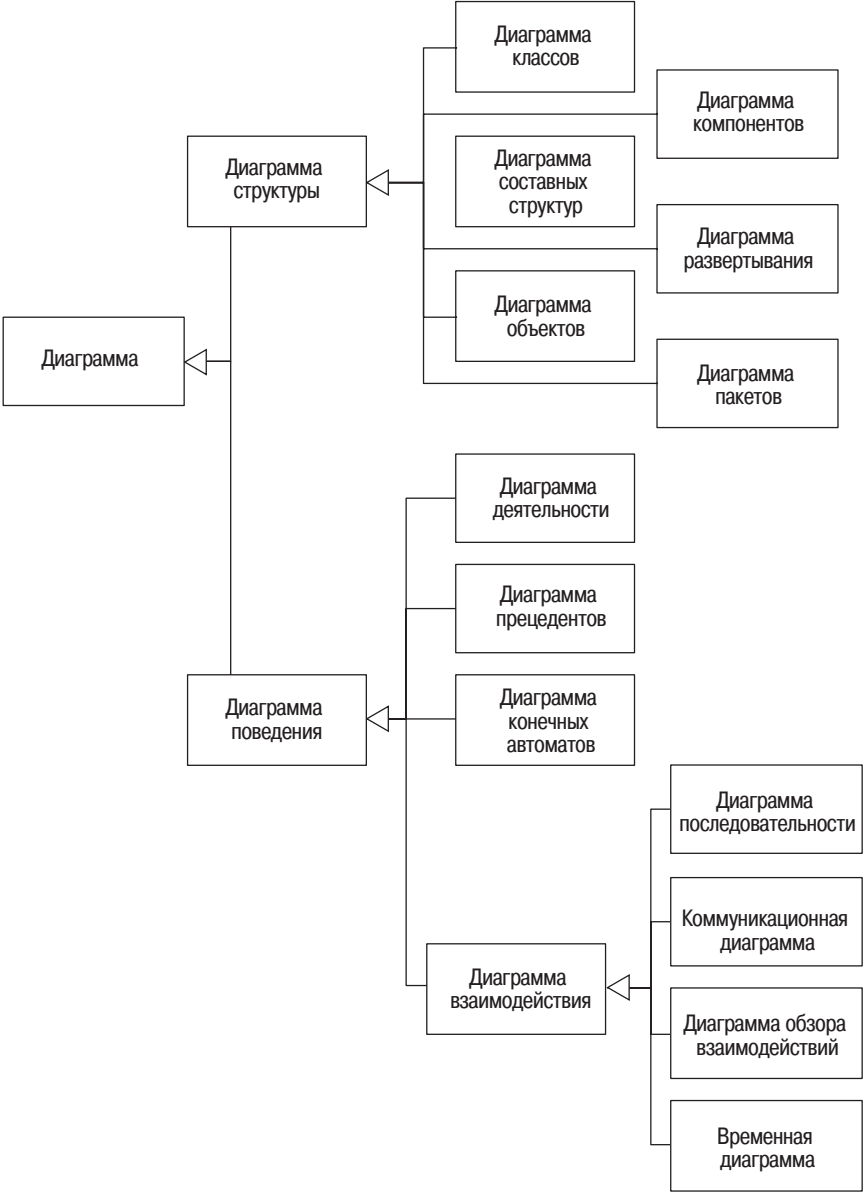 Диаграмма
классов
Диаграмма
компонентов
Диаграмма
структуры
Диаграмма
составных
структур
Диаграмма
развертывания
Диаграмма
объектов
Диаграмма
Диаграмма
пакетов
Диаграмма
деятельности
Диаграмма
прецедентов
Диаграмма
поведения
Диаграмма
конечных
автоматов
Диаграмма
последовательности
Коммуникационная
диаграмма
Диаграмма
взаимодействия
Диаграмма обзора
взаимодействий
Временная
диаграмма